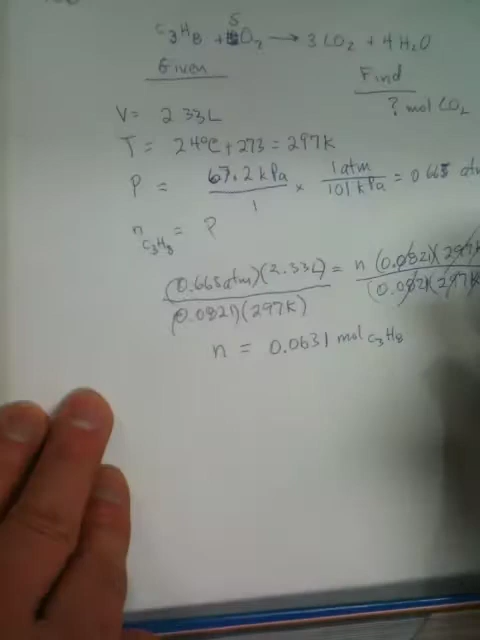 C₃H₈ + 5O₂ → 3CO₂ + 4H₂O
Given Find
? mol CO₂
V = 2.33L
T = 24°C + 273 = 297K
P = 67.2 kPa / 1 × 1 atm / 101 kPa = 0.665 atm
n C₃H₈ = ?
(0.665atm)(2.33L) / (0.0821)(297K) = n (0.0821)(297K / (0.0821)(297K
n = 0.0631 mol C₃H₈